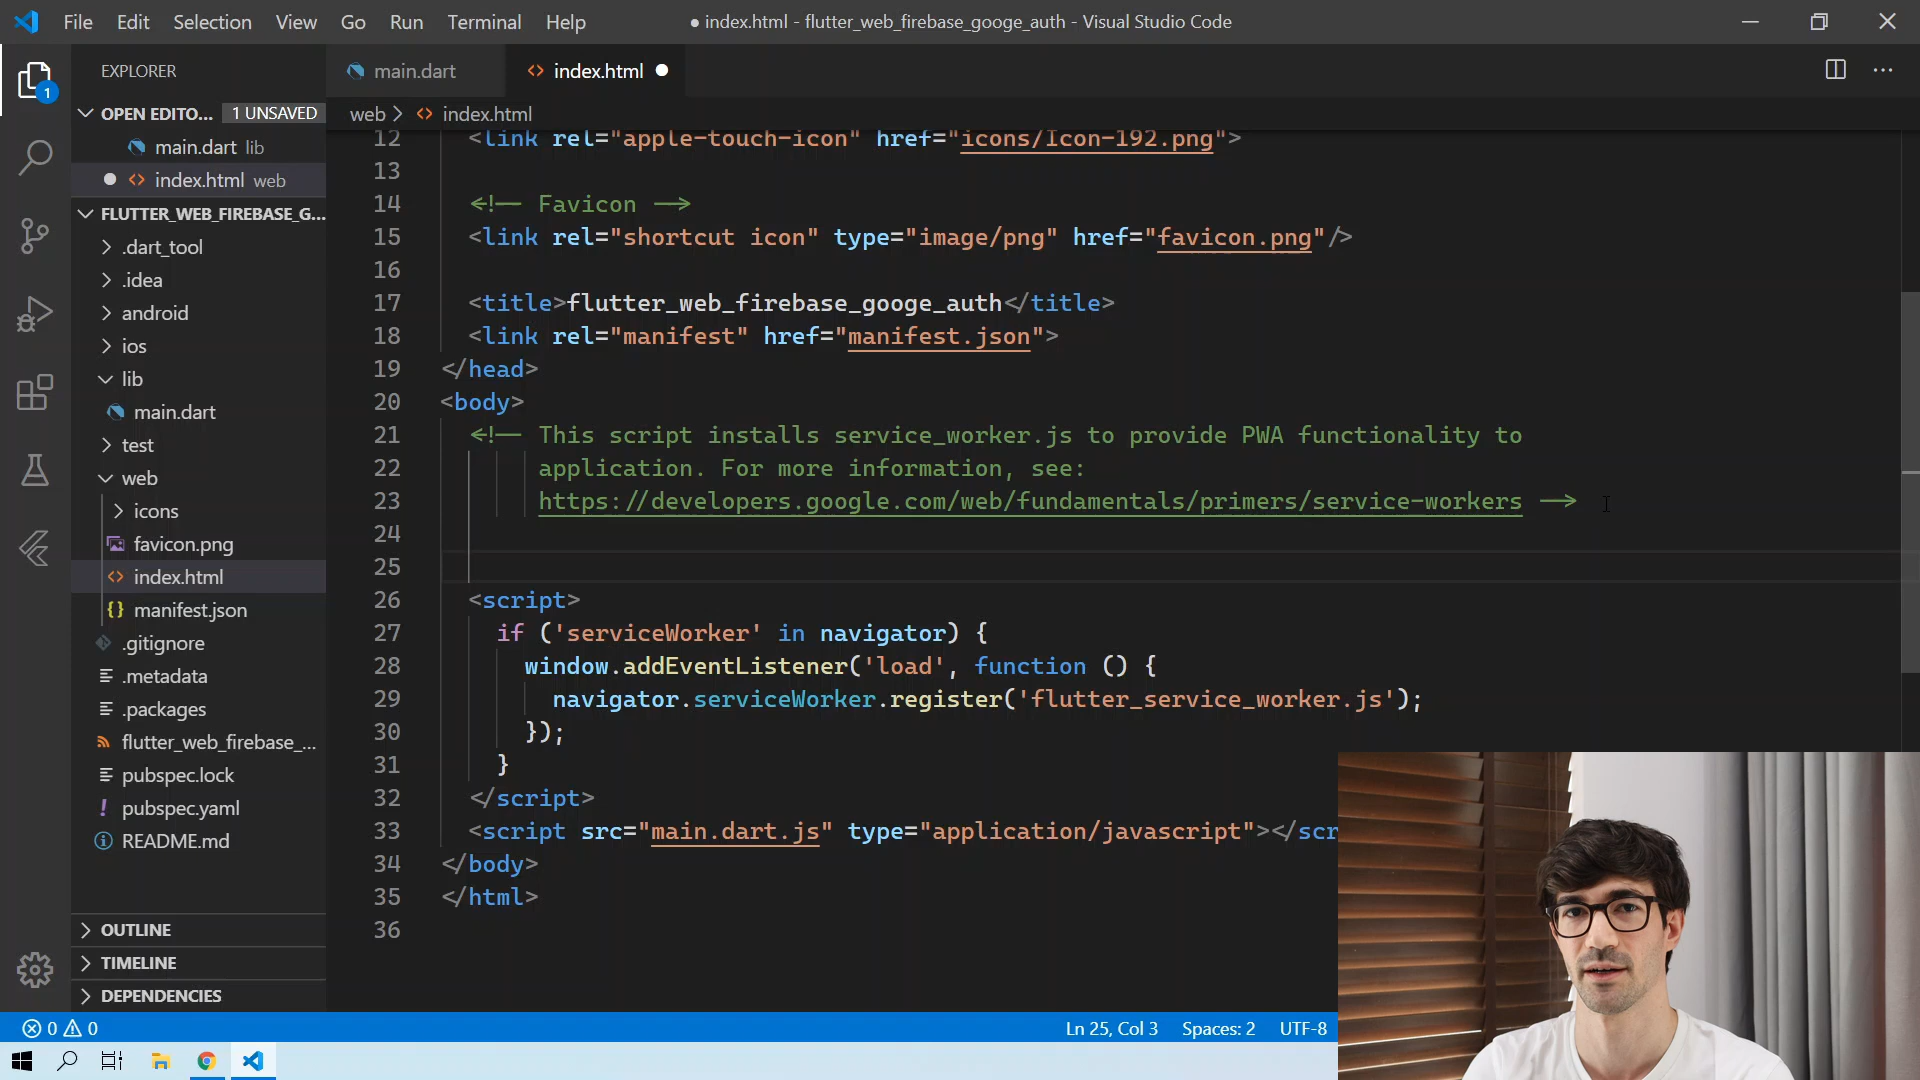 File Edit Selection View Go Run Terminal Help
● index.html - flutter_web_firebase_googe_auth - Visual Studio Code
EXPLORER
OPEN EDITO... 1 UNSAVED
main.dart lib
index.html web
FLUTTER_WEB_FIREBASE_G...
.dart_tool
.idea
android
ios
lib
main.dart
test
web
icons
favicon.png
index.html
manifest.json
.gitignore
.metadata
.packages
flutter_web_firebase_...
pubspec.lock
pubspec.yaml
README.md
OUTLINE
TIMELINE
DEPENDENCIES
1
main.dart
index.html
web > index.html
12 <link rel="apple-touch-icon" href="icons/Icon-192.png">
13
14 <!-- Favicon -->
15 <link rel="shortcut icon" type="image/png" href="favicon.png"/>
16
17 <title>flutter_web_firebase_googe_auth</title>
18 <link rel="manifest" href="manifest.json">
19 </head>
20 <body>
21 <!-- This script installs service_worker.js to provide PWA functionality to
22 application. For more information, see:
23 https://developers.google.com/web/fundamentals/primers/service-workers -->
24
25
26 <script>
27 if ('serviceWorker' in navigator) {
28 window.addEventListener('load', function () {
29 navigator.serviceWorker.register('flutter_service_worker.js');
30 });
31 }
32 </script>
33 <script src="main.dart.js" type="application/javascript"></scr
34 </body>
35 </html>
36
0 0
Ln 25, Col 3 Spaces: 2 UTF-8